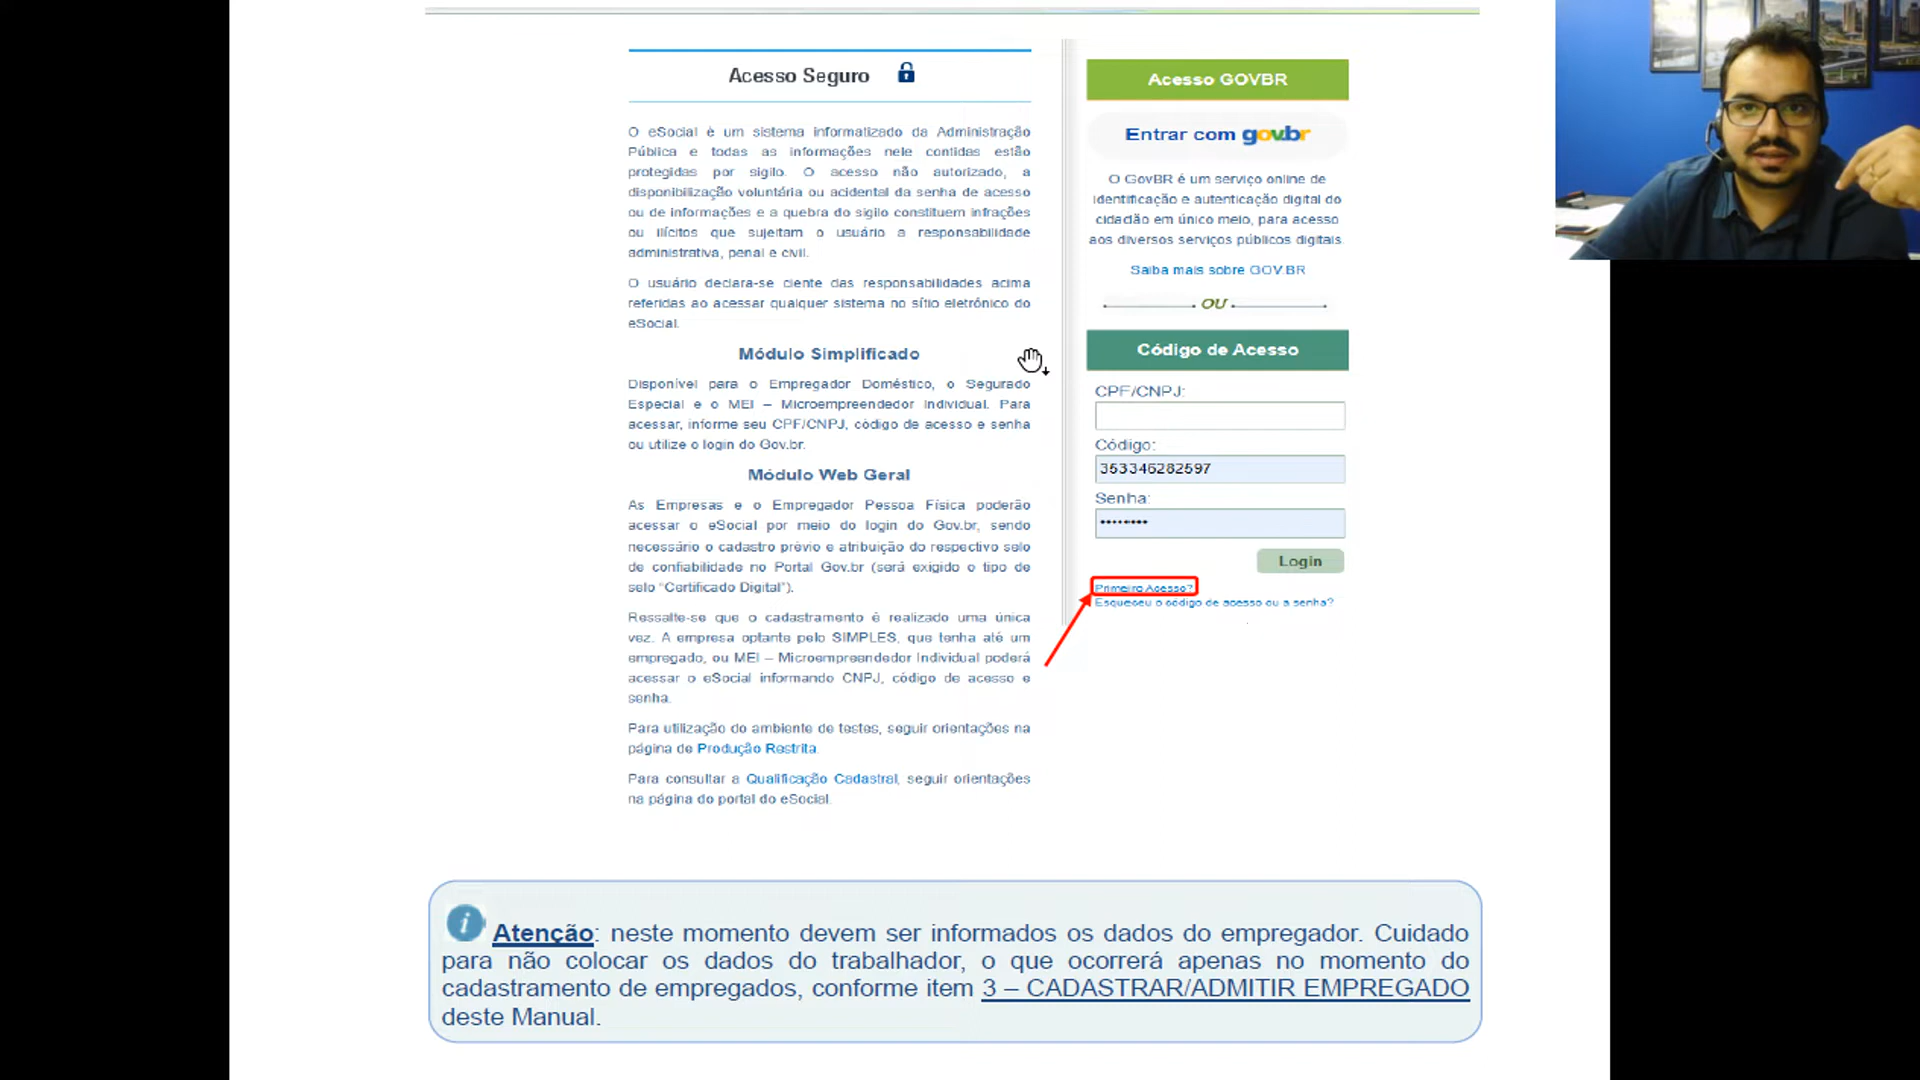 Acesso Seguro
O eSocial é um sistema informatizado da Administração
Pública e todas as informações nele contidas estão
protegidas por sigilo. O acesso não autorizado, a
disponibilização voluntária ou acidental da senha de acesso
ou de informações e a quebra do sigilo constituem infrações
ou ilícitos que sujeitam o usuário a responsabilidade
administrativa, penal e civil.
O usuário declara-se ciente das responsabilidades acima
referidas ao acessar qualquer sistema no sítio eletrônico do
eSocial.
Módulo Simplificado
Disponível para o Empregador Doméstico, o Segurado
Especial e o MEI – Microempreendedor Individual. Para
acessar, informe seu CPF/CNPJ, código de acesso e senha
ou utilize o login do Gov.br.
Módulo Web Geral
As Empresas e o Empregador Pessoa Física poderão
acessar o eSocial por meio do login do Gov.br, sendo
necessário o cadastro prévio e atribuição do respectivo selo
de confiabilidade no Portal Gov.br (será exigido o tipo de
selo "Certificado Digital").
Ressalte-se que o cadastramento é realizado uma única
vez. A empresa optante pelo SIMPLES, que tenha até um
empregado, ou MEI – Microempreendedor Individual poderá
acessar o eSocial informando CNPJ, código de acesso e
senha.
Para utilização do ambiente de testes, seguir orientações na
página de Produção Restrita.
Para consultar a Qualificação Cadastral, seguir orientações
na página do portal do eSocial.
Acesso GOVBR
Entrar com gov.br
O GovBR é um serviço online de
identificação e autenticação digital do
cidadão em único meio, para acesso
aos diversos serviços públicos digitais.
Saiba mais sobre GOV.BR
OU
Código de Acesso
CPF/CNPJ:
Código:
353346282597
Senha:
••••••••
Login
Primeiro Acesso?
Esqueceu o código de acesso ou a senha?
Atenção: neste momento devem ser informados os dados do empregador. Cuidado
para não colocar os dados do trabalhador, o que ocorrerá apenas no momento do
cadastramento de empregados, conforme item 3 – CADASTRAR/ADMITIR EMPREGADO
deste Manual.